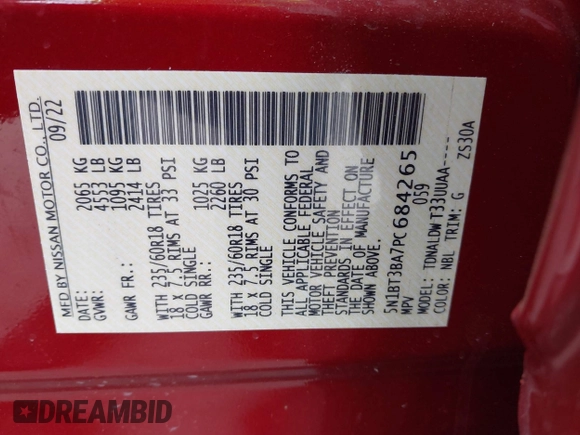 MFD BY NISSAN MOTOR CO., LTD.
DATE: 09/22
GVWR: 2065 KG
4553 LB
GAWR FR: 1095 KG
2414 LB
WITH 235/60R18 TIRES
18 X 7.5 RIMS AT 33 PSI
COLD SINGLE
GAWR RR: 1025 KG
2260 LB
WITH 235/60R18 TIRES
18 X 7.5 RIMS AT 30 PSI
COLD SINGLE
THIS VEHICLE CONFORMS TO
ALL APPLICABLE FEDERAL
MOTOR VEHICLE SAFETY AND
THEFT PREVENTION
STANDARDS IN EFFECT ON
THE DATE OF MANUFACTURE
SHOWN ABOVE.
5N1BT3BA7PC684265
MPV 059
MODEL: TDNALDW T330UAA----
COLOR: NBL TRIM: G ZS30A
DREAMBID